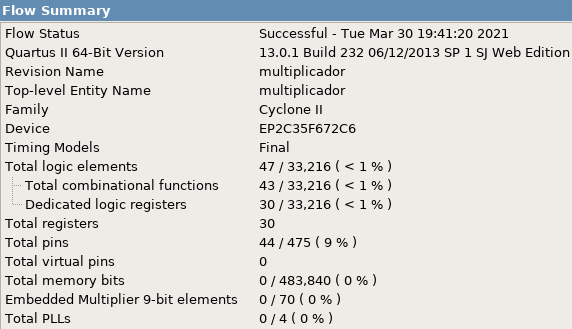 Flow Summary
Flow Status Successful - Tue Mar 30 19:41:20 2021
Quartus II 64-Bit Version 13.0.1 Build 232 06/12/2013 SP 1 SJ Web Edition
Revision Name multiplicador
Top-level Entity Name multiplicador
Family Cyclone II
Device EP2C35F672C6
Timing Models Final
Total logic elements 47 / 33,216 ( < 1 % )
Total combinational functions 43 / 33,216 ( < 1 % )
Dedicated logic registers 30 / 33,216 ( < 1 % )
Total registers 30
Total pins 44 / 475 ( 9 % )
Total virtual pins 0
Total memory bits 0 / 483,840 ( 0 % )
Embedded Multiplier 9-bit elements 0 / 70 ( 0 % )
Total PLLs 0 / 4 ( 0 % )